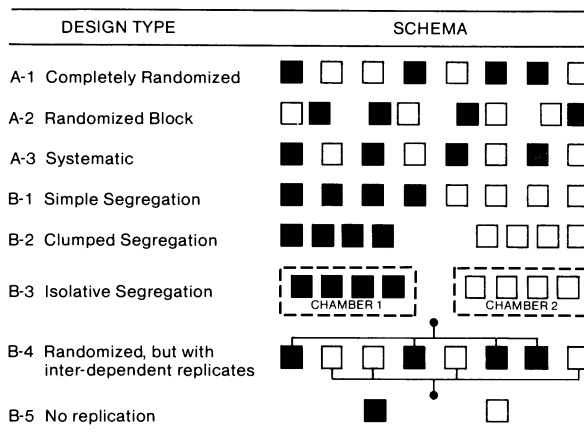 DESIGN TYPE SCHEMA
A-1 Completely Randomized
A-2 Randomized Block
A-3 Systematic
B-1 Simple Segregation
B-2 Clumped Segregation
B-3 Isolative Segregation
CHAMBER 1 CHAMBER 2
B-4 Randomized, but with
inter-dependent replicates
B-5 No replication